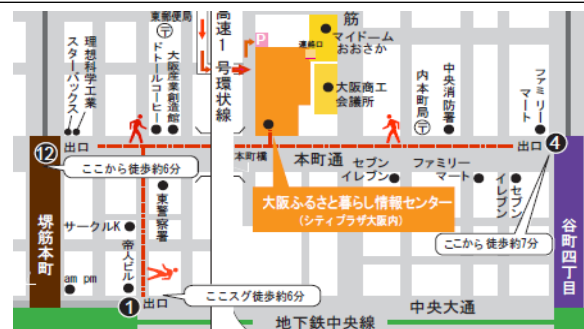 東郵便局
〒
高速1号環状線
筋
マイドーム
おおさか
連絡口
P
理想科学工業
スターバックス
ドトールコーヒー
大阪産業創造館
大阪商工
会議所
内本町局
〒
中央消防署
ファミリー
マート
12
出口
ここから徒歩約6分
本町橋
本町通
セブン
イレブン
ファミリー
マート
出口
4
セブン
イレブン
大阪ふるさと暮らし情報センター
(シティプラザ大阪内)
ここから徒歩約7分
堺筋本町
谷町四丁目
東警察署
サークルK
帝人ビル
am pm
1
出口
ここスグ徒歩約6分
中央大通
地下鉄中央線